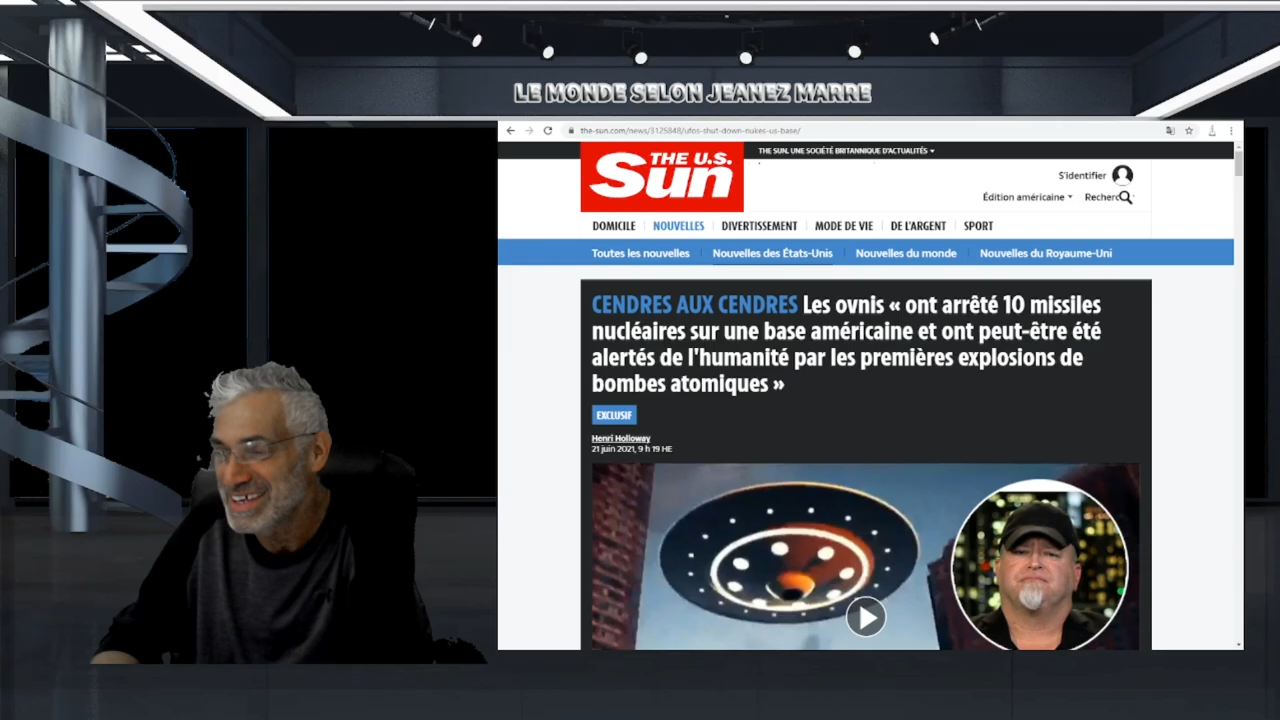 LE MONDE SELON JEANEZ MARRE
the-sun.com/news/3125848/ufos-shut-down-nukes-us-base/
THE U.S.
Sun
THE SUN, UNE SOCIÉTÉ BRITANNIQUE D'ACTUALITÉS
S'identifier
Édition américaine
Recherc
DOMICILE NOUVELLES DIVERTISSEMENT MODE DE VIE DE L'ARGENT SPORT
Toutes les nouvelles Nouvelles des États-Unis Nouvelles du monde Nouvelles du Royaume-Uni
CENDRES AUX CENDRES Les ovnis « ont arrêté 10 missiles
nucléaires sur une base américaine et ont peut-être été
alertés de l'humanité par les premières explosions de
bombes atomiques »
EXCLUSIF
Henri Holloway
21 juin 2021, 9 h 19 HE